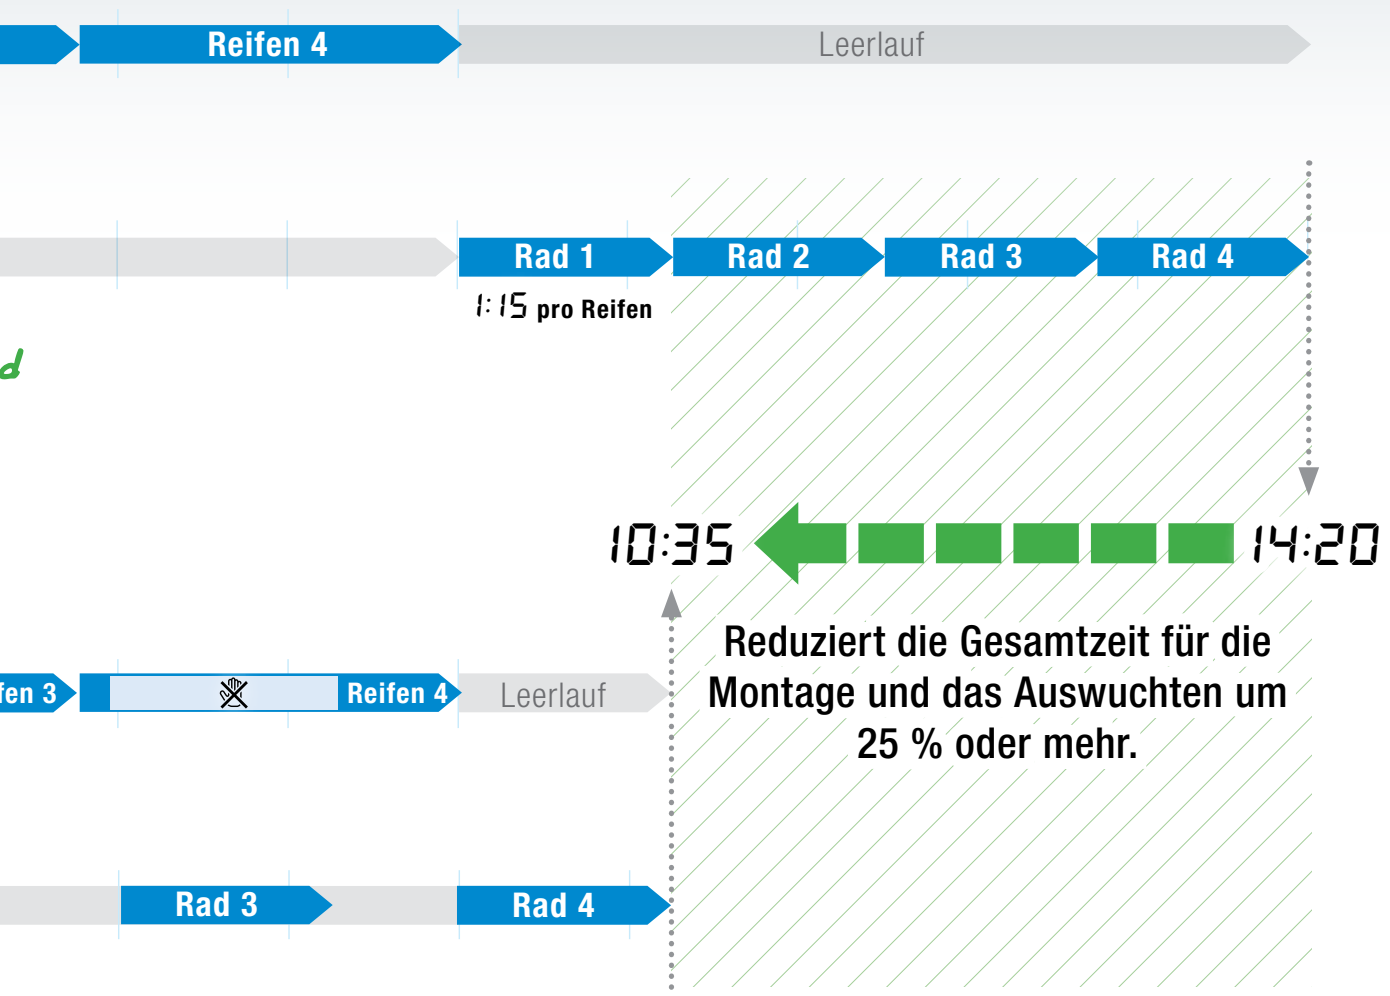 Reifen 4 Leerlauf
Rad 1 Rad 2 Rad 3 Rad 4
1:15 pro Reifen
d
10:35 14:20
Reduziert die Gesamtzeit für die
Montage und das Auswuchten um
25 % oder mehr.
fen 3 Reifen 4 Leerlauf
Rad 3 Rad 4